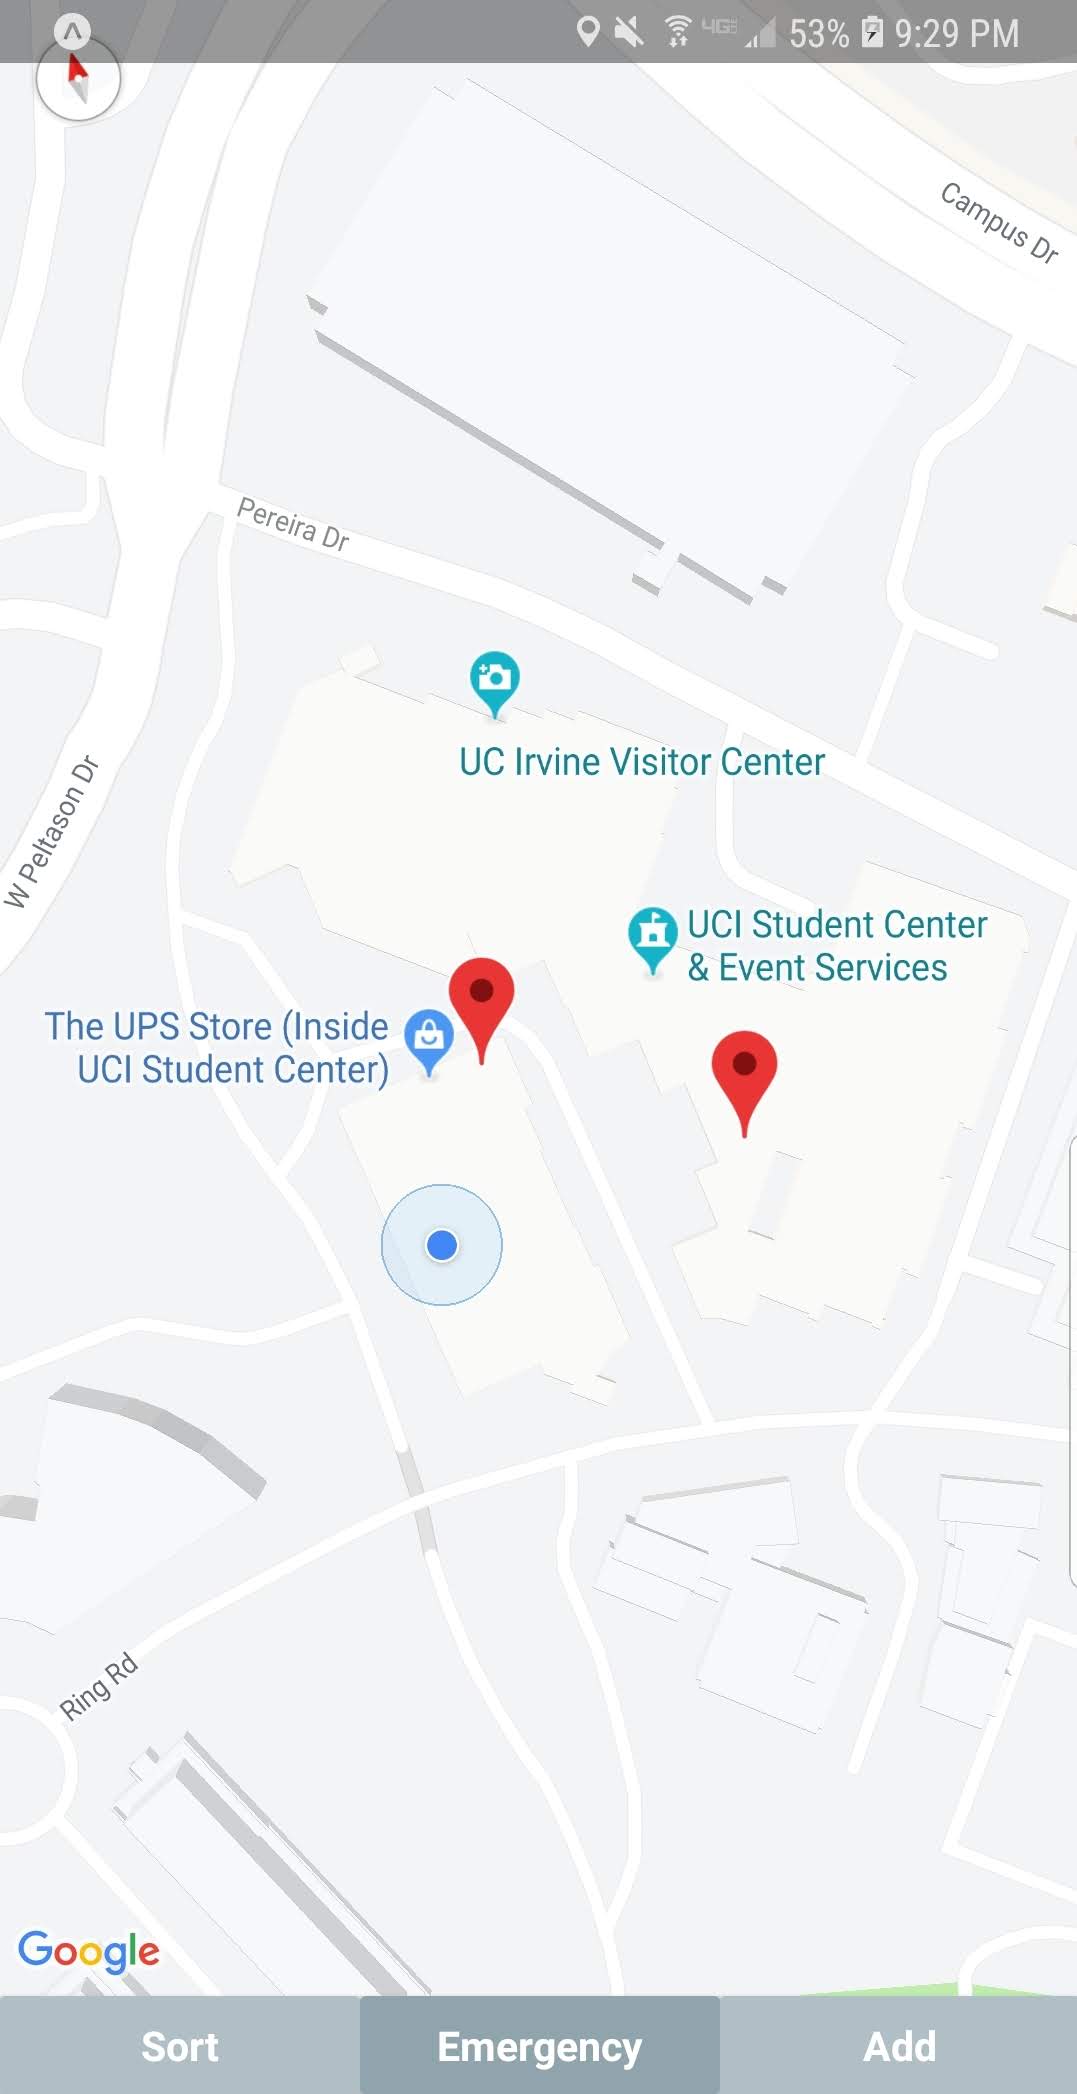 4G 53% 9:29 PM
Campus Dr
Pereira Dr
UC Irvine Visitor Center
W Peltason Dr
UCI Student Center
& Event Services
The UPS Store (Inside
UCI Student Center)
Ring Rd
Google
Sort
Emergency
Add